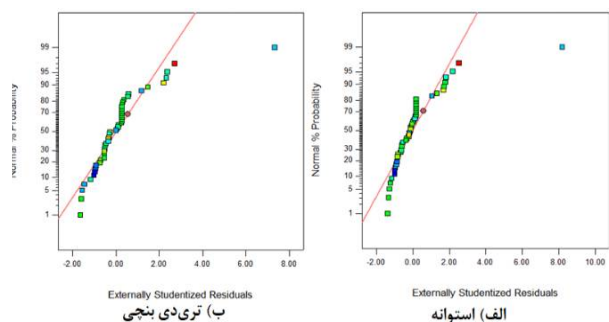 Normal % Probability
99
95
90
80
70
50
30
20
10
5
1
-2.00 0.00 2.00 4.00 6.00 8.00
Externally Studentized Residuals
ب) تری‌دی بنچی
Normal % Probability
99
95
90
80
70
50
30
20
10
5
1
-2.00 0.00 2.00 4.00 6.00 8.00 10.00
Externally Studentized Residuals
الف) استوانه